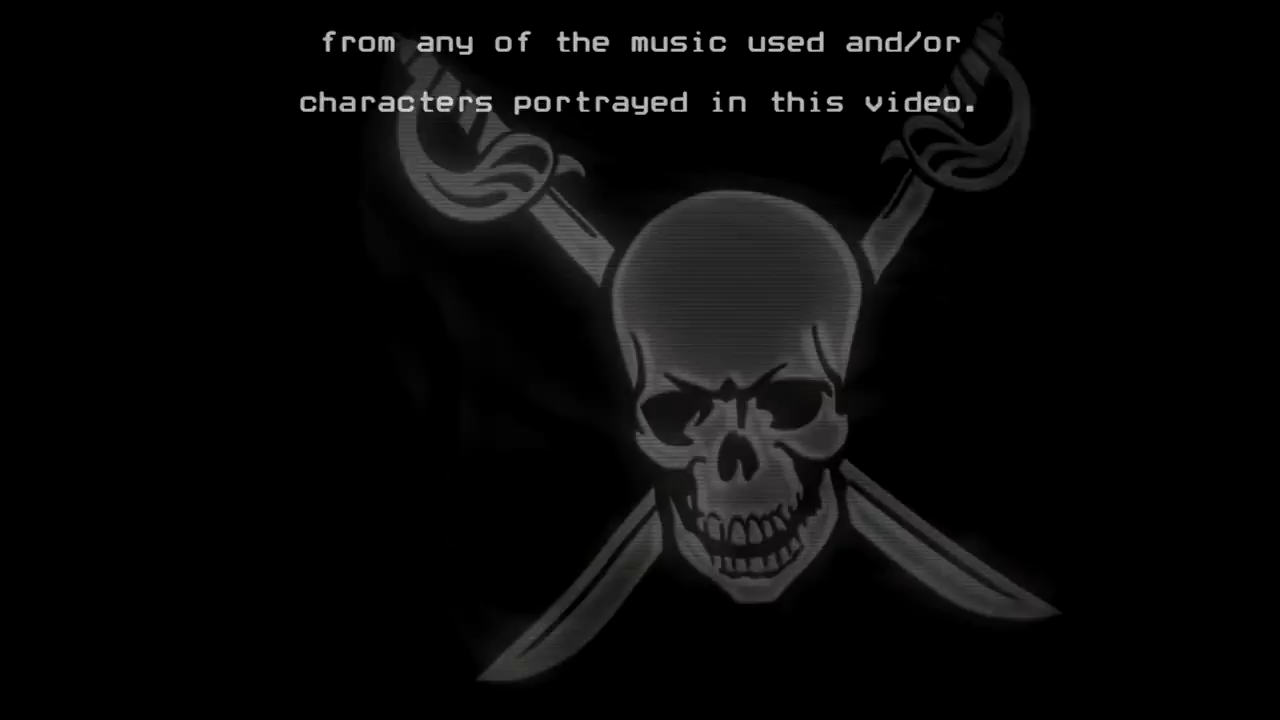 from any of the music used and/or
characters portrayed in this video.